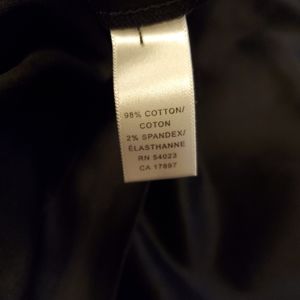 98% COTTON/
COTON
2% SPANDEX/
ÉLASTHANNE
RN 54023
CA 17897